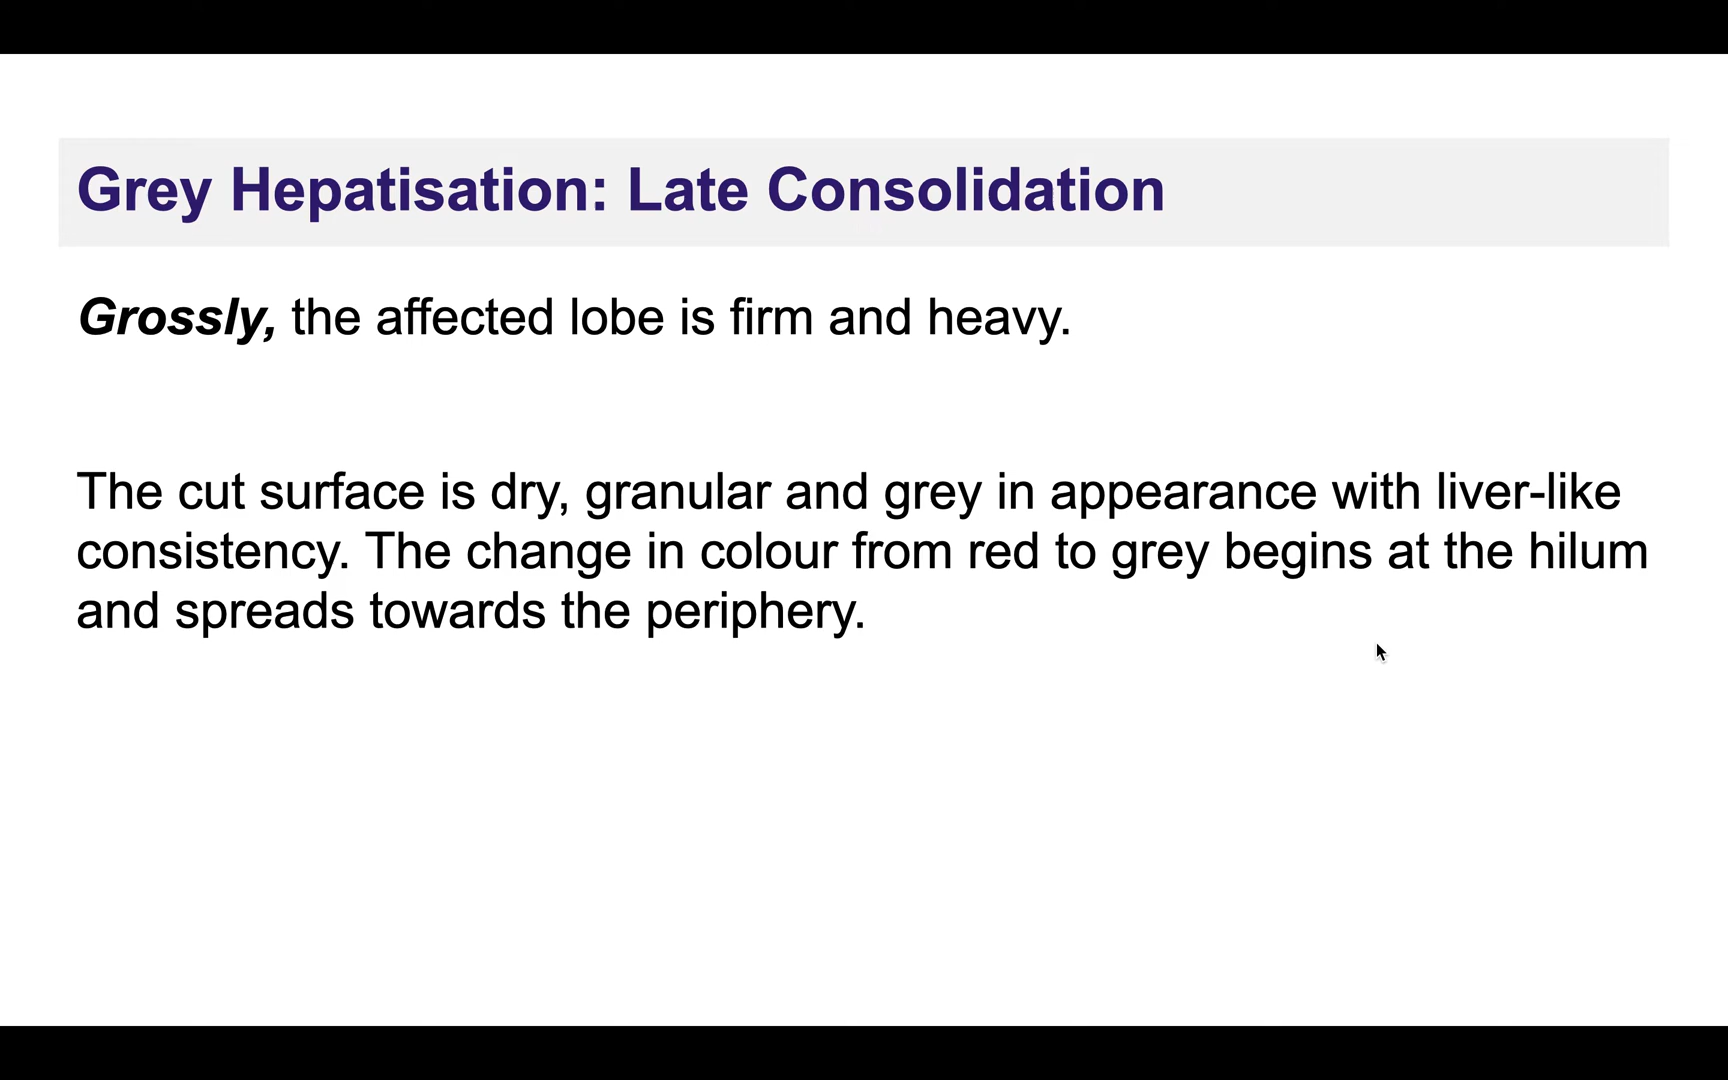 Grey Hepatisation: Late Consolidation
Grossly, the affected lobe is firm and heavy.
The cut surface is dry, granular and grey in appearance with liver-like
consistency. The change in colour from red to grey begins at the hilum
and spreads towards the periphery.